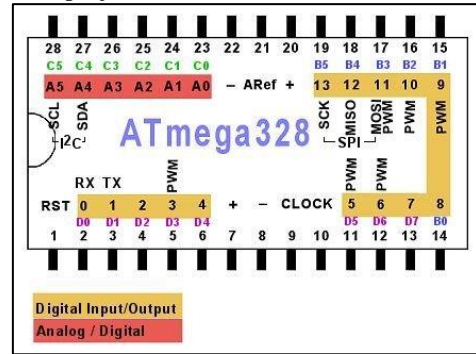 28 27 26 25 24 23 22 21 20 19 18 17 16 15
C5 C4 C3 C2 C1 C0 B5 B4 B3 B2 B1
A5 A4 A3 A2 A1 A0 − ARef + 13 12 11 10 9
SCL SDA SCK MISO MOSI PWM PWM PWM
I²C SPI
ATmega328
RX TX PWM PWM PWM
RST 0 1 2 3 4 + − CLOCK 5 6 7 8
D0 D1 D2 D3 D4 D5 D6 D7 B0
1 2 3 4 5 6 7 8 9 10 11 12 13 14
Digital Input/Output
Analog / Digital